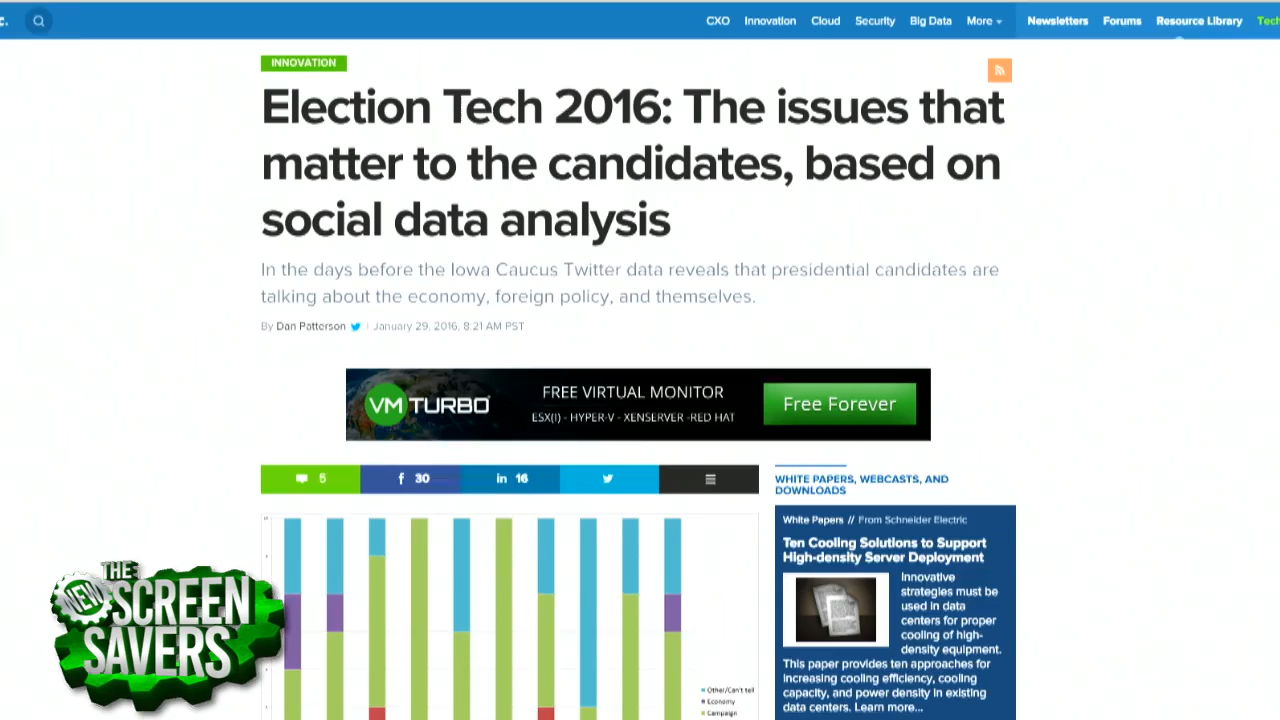 c.
CXO Innovation Cloud Security Big Data More Newsletters Forums Resource Library Tech
INNOVATION
Election Tech 2016: The issues that
matter to the candidates, based on
social data analysis
In the days before the Iowa Caucus Twitter data reveals that presidential candidates are
talking about the economy, foreign policy, and themselves.
By Dan Patterson | January 29, 2016, 8:21 AM PST
VMTURBO
FREE VIRTUAL MONITOR
ESX(I) - HYPER-V - XENSERVER -RED HAT
Free Forever
5 f 30 in 16
WHITE PAPERS, WEBCASTS, AND
DOWNLOADS
White Papers // From Schneider Electric
Ten Cooling Solutions to Support
High-density Server Deployment
Innovative
strategies must be
used in data
centers for proper
cooling of high-
density equipment.
This paper provides ten approaches for
increasing cooling efficiency, cooling
capacity, and power density in existing
data centers. Learn more...
Other/Can't tell
Economy
Campaign
THE
NEW
SCREEN
SAVERS